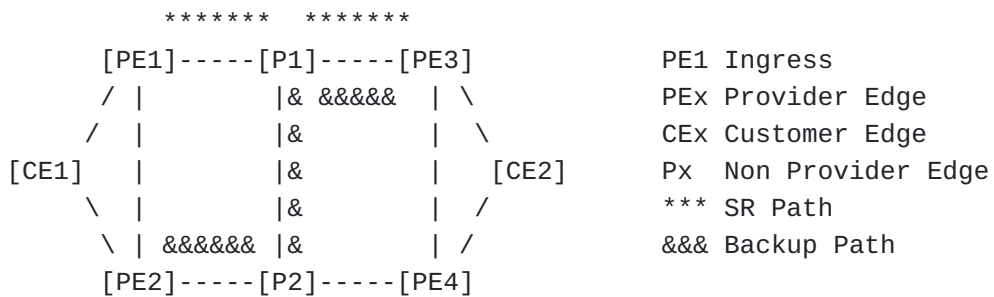 *******  *******
      [PE1]-----[P1]-----[PE3]            PE1 Ingress
      / |        |& &&&&&  | \            PEx Provider Edge
     /  |        |&        |  \           CEx Customer Edge
[CE1]   |        |&        |   [CE2]      Px  Non Provider Edge
     \  |        |&        |  /           *** SR Path
      \ | &&&&&& |&        | /            &&& Backup Path
      [PE2]-----[P2]-----[PE4]